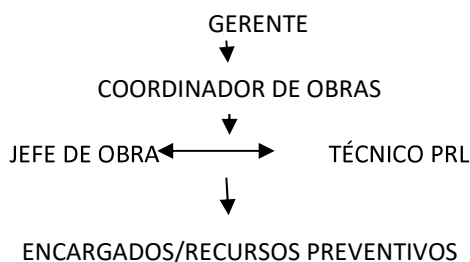 GERENTE
COORDINADOR DE OBRAS
JEFE DE OBRA TÉCNICO PRL
ENCARGADOS/RECURSOS PREVENTIVOS